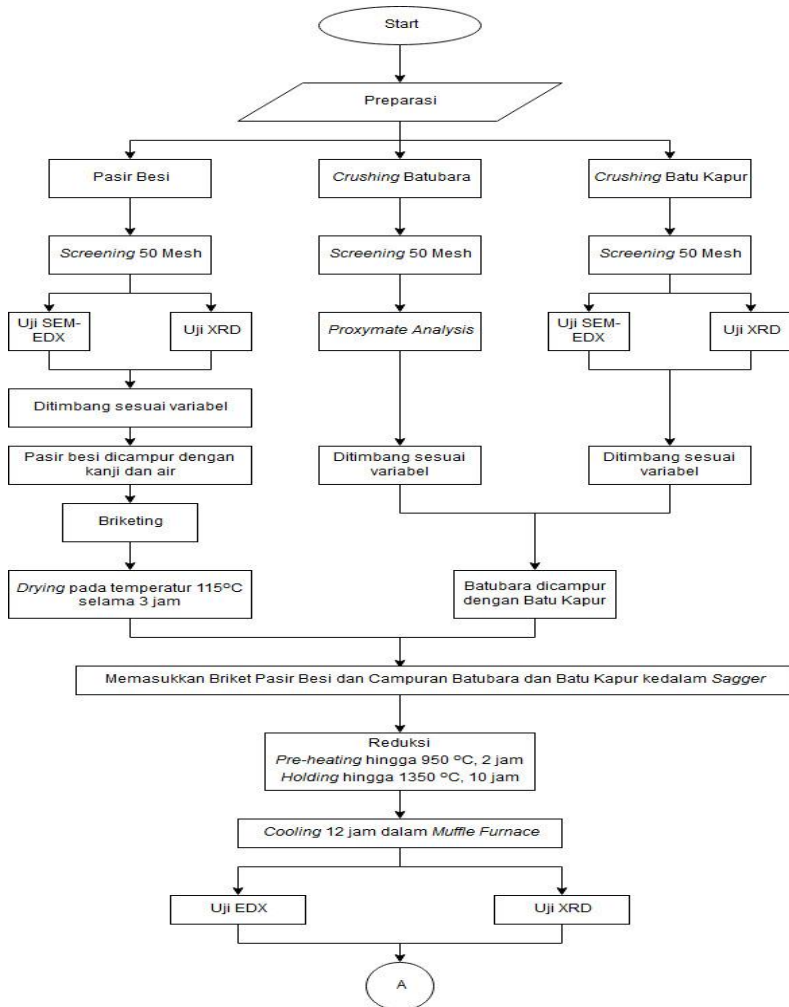 Start
Preparasi
Pasir Besi
Crushing Batubara
Crushing Batu Kapur
Screening 50 Mesh
Screening 50 Mesh
Screening 50 Mesh
Uji SEM-
EDX
Uji XRD
Proxymate Analysis
Uji SEM-
EDX
Uji XRD
Ditimbang sesuai variabel
Pasir besi dicampur dengan
kanji dan air
Ditimbang sesuai
variabel
Ditimbang sesuai
variabel
Briketing
Drying pada temperatur 115°C
selama 3 jam
Batubara dicampur
dengan Batu Kapur
Memasukkan Briket Pasir Besi dan Campuran Batubara dan Batu Kapur kedalam Sagger
Reduksi
Pre-heating hingga 950 °C, 2 jam
Holding hingga 1350 °C, 10 jam
Cooling 12 jam dalam Muffle Furnace
Uji EDX
Uji XRD
A